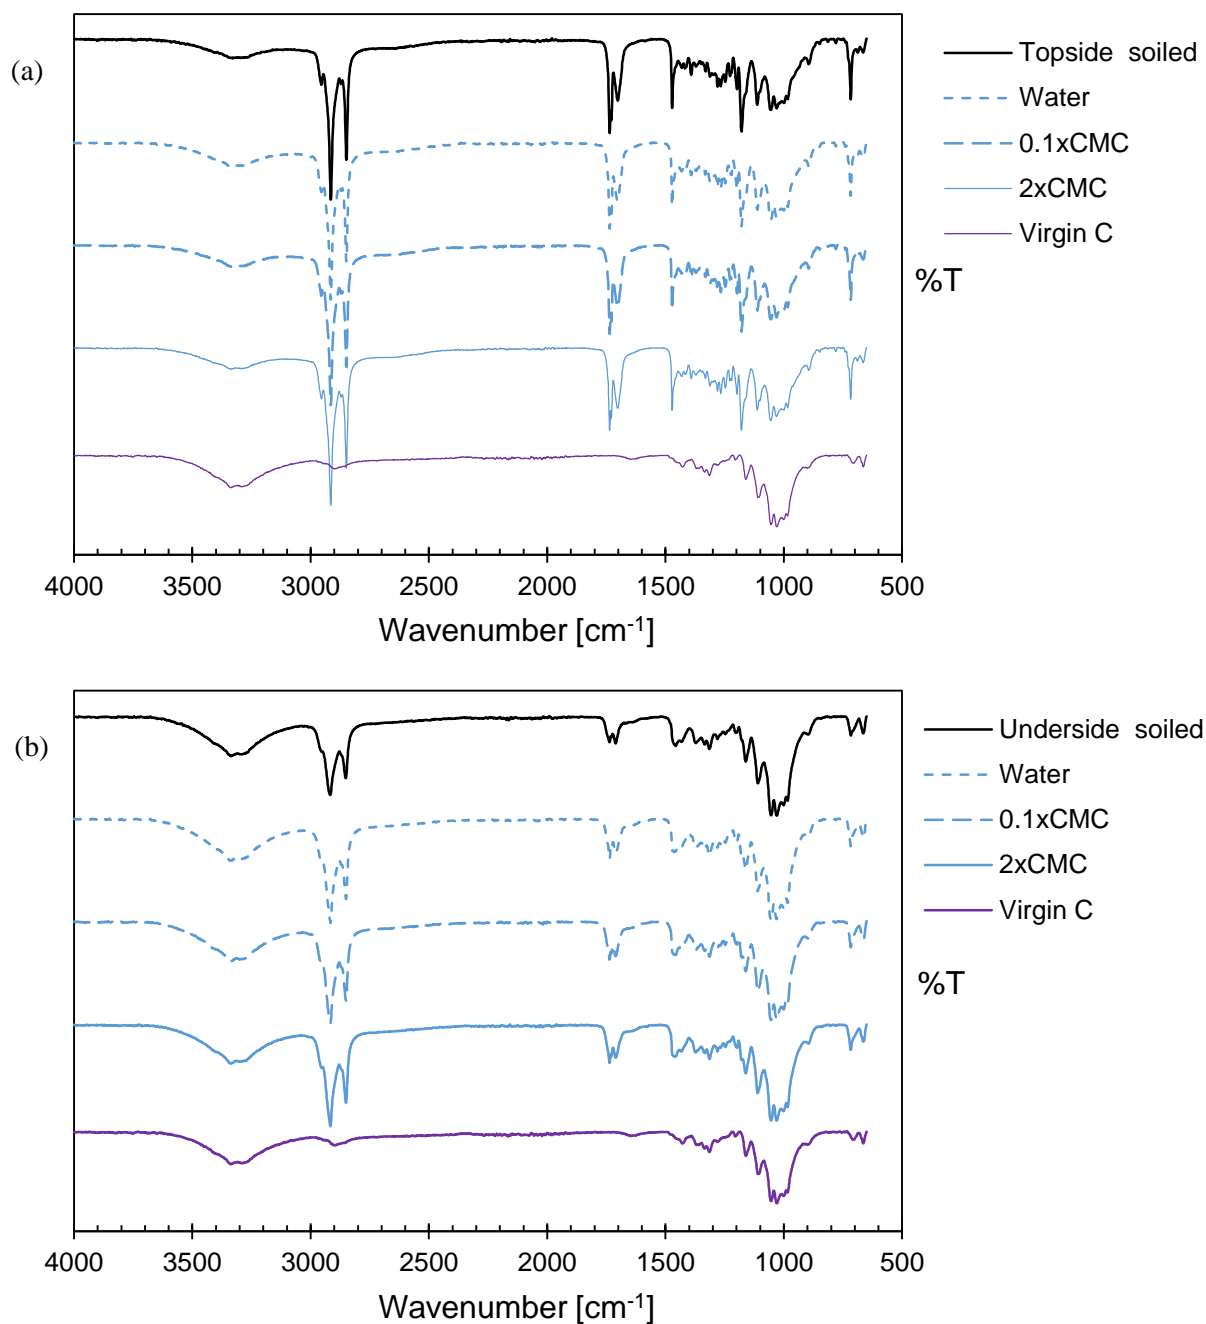 (a)
Topside  soiled
Water
0.1xCMC
2xCMC
Virgin C
%T
4000 3500 3000 2500 2000 1500 1000 500
Wavenumber [cm⁻¹]
(b)
Underside  soiled
Water
0.1xCMC
2xCMC
Virgin C
%T
4000 3500 3000 2500 2000 1500 1000 500
Wavenumber [cm⁻¹]